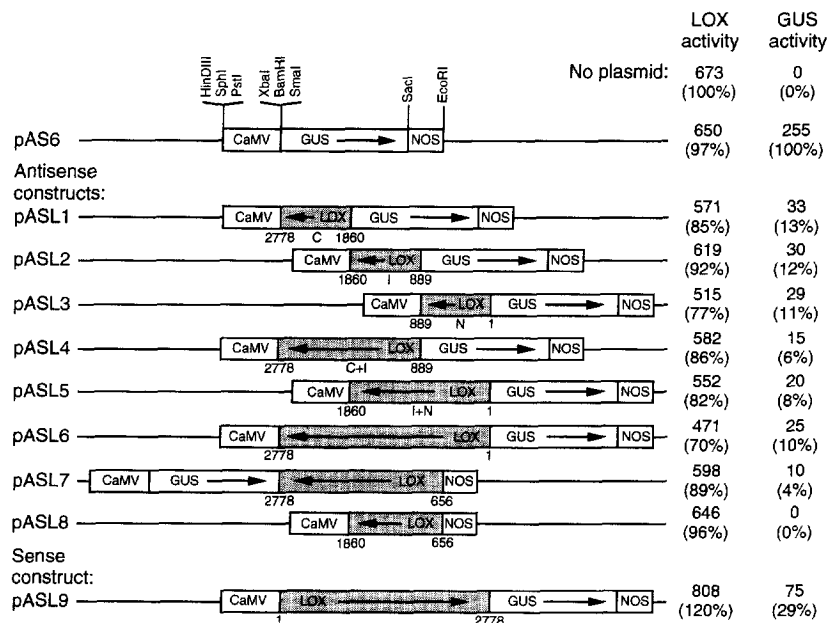 LOX activity GUS activity
No plasmid: 673 (100%) 0 (0%)
HinDIII SphI PstI XbaI BamHI SmaI SacI EcoRI
pAS6 CaMV GUS NOS 650 (97%) 255 (100%)
Antisense constructs:
pASL1 CaMV LOX GUS NOS 571 (85%) 33 (13%)
2778 C 1860
pASL2 CaMV LOX GUS NOS 619 (92%) 30 (12%)
1860 I 889
pASL3 CaMV LOX GUS NOS 515 (77%) 29 (11%)
889 N 1
pASL4 CaMV LOX GUS NOS 582 (86%) 15 (6%)
2778 C+I 889
pASL5 CaMV LOX GUS NOS 552 (82%) 20 (8%)
1860 I+N 1
pASL6 CaMV LOX GUS NOS 471 (70%) 25 (10%)
2778 1
pASL7 CaMV GUS LOX NOS 598 (89%) 10 (4%)
2778 656
pASL8 CaMV LOX NOS 646 (96%) 0 (0%)
1860 656
Sense construct:
pASL9 CaMV LOX GUS NOS 808 (120%) 75 (29%)
1 2778